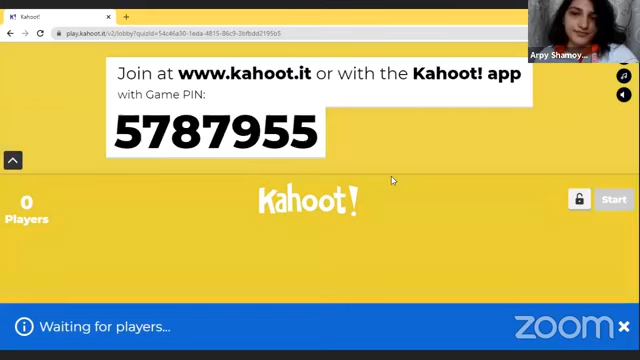 Kahoot!
play.kahoot.it/v2/lobby?quizId=54c46a30-1eda-4815-86c9-3bfbdd2195b5
Arpy Shamoy...
Join at www.kahoot.it or with the Kahoot! app
with Game PIN:
5787955
0
Players
Kahoot!
Start
Waiting for players...
zoom